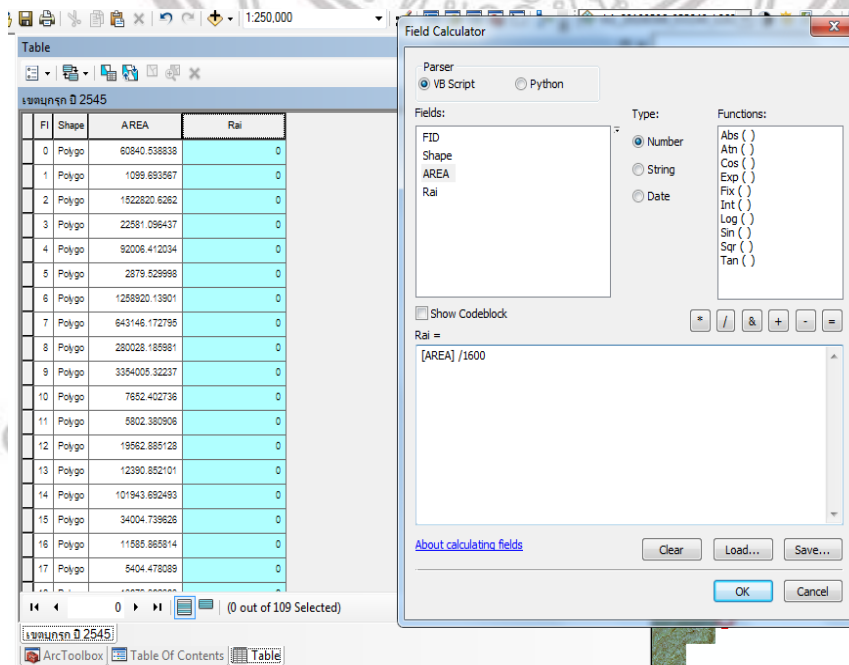 1:250,000
Table
เขตบุกรุก ปี 2545
FI Shape AREA Rai
0 Polygo 60840.538838 0
1 Polygo 1099.693567 0
2 Polygo 1522820.6262 0
3 Polygo 22581.096437 0
4 Polygo 92006.412034 0
5 Polygo 2879.529998 0
6 Polygo 1258920.13901 0
7 Polygo 643146.172795 0
8 Polygo 280028.185981 0
9 Polygo 3354005.32237 0
10 Polygo 7652.402736 0
11 Polygo 5802.380906 0
12 Polygo 19562.885128 0
13 Polygo 12390.852101 0
14 Polygo 101943.692493 0
15 Polygo 34004.739626 0
16 Polygo 11585.865814 0
17 Polygo 5404.478089 0
0 (0 out of 109 Selected)
เขตบุกรุก ปี 2545
ArcToolbox Table Of Contents Table
Field Calculator
Parser
VB Script Python
Fields:
FID
Shape
AREA
Rai
Type:
Number
String
Date
Functions:
Abs ( )
Atn ( )
Cos ( )
Exp ( )
Fix ( )
Int ( )
Log ( )
Sin ( )
Sqr ( )
Tan ( )
Show Codeblock
* / & + - =
Rai =
[AREA] /1600
About calculating fields
Clear Load... Save...
OK Cancel